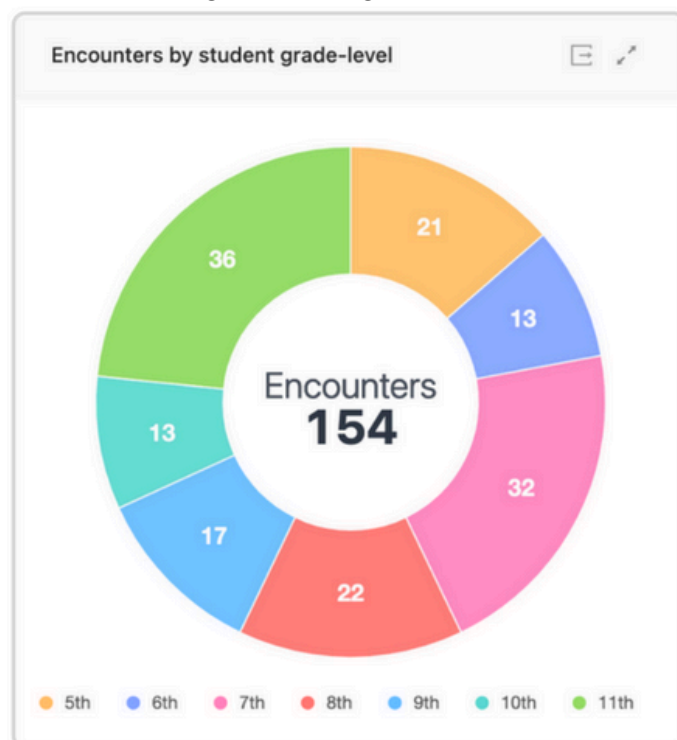 Encounters by student grade-level
21
36
13
Encounters
154
13
32
17
22
5th 6th 7th 8th 9th 10th 11th